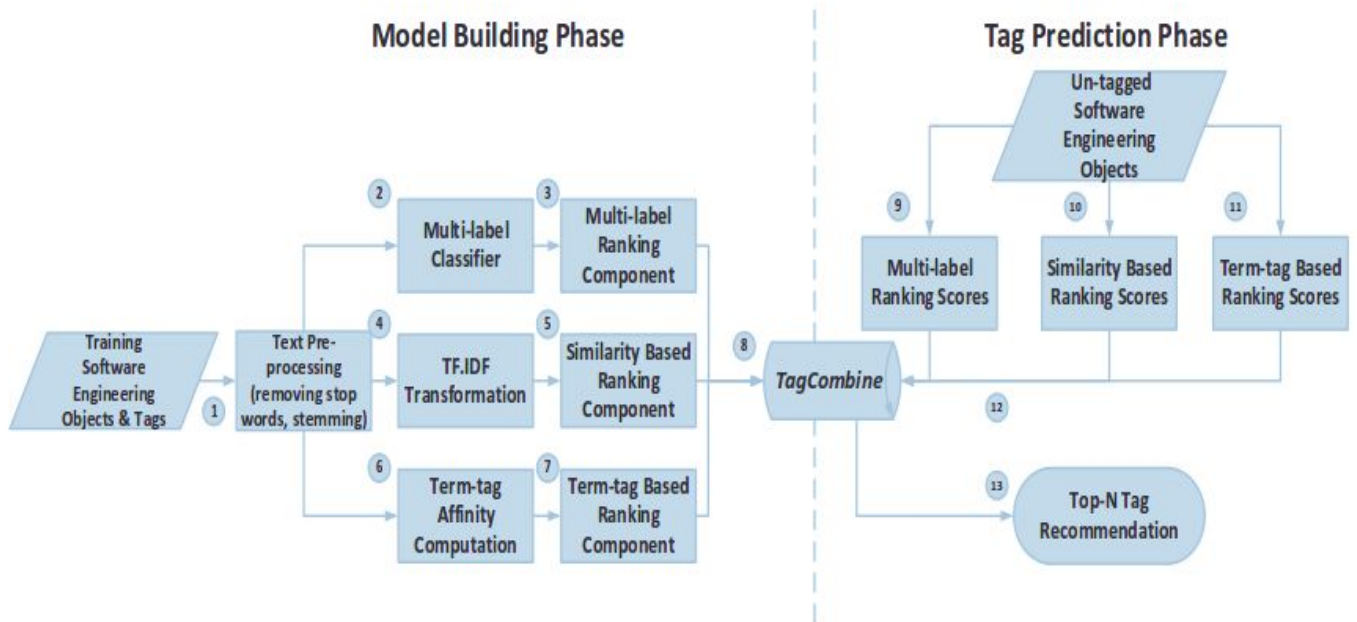 Model Building Phase
Tag Prediction Phase
Un-tagged
Software
Engineering
Objects
2
3
9
10
11
Multi-label
Classifier
Multi-label
Ranking
Component
Multi-label
Ranking Scores
Similarity Based
Ranking Scores
Term-tag Based
Ranking Scores
Training
Software
Engineering
Objects & Tags
1
Text Pre-
processing
(removing stop
words, stemming)
4
5
8
TF.IDF
Transformation
Similarity Based
Ranking
Component
TagCombine
12
6
7
Term-tag
Affinity
Computation
Term-tag Based
Ranking
Component
13
Top-N Tag
Recommendation